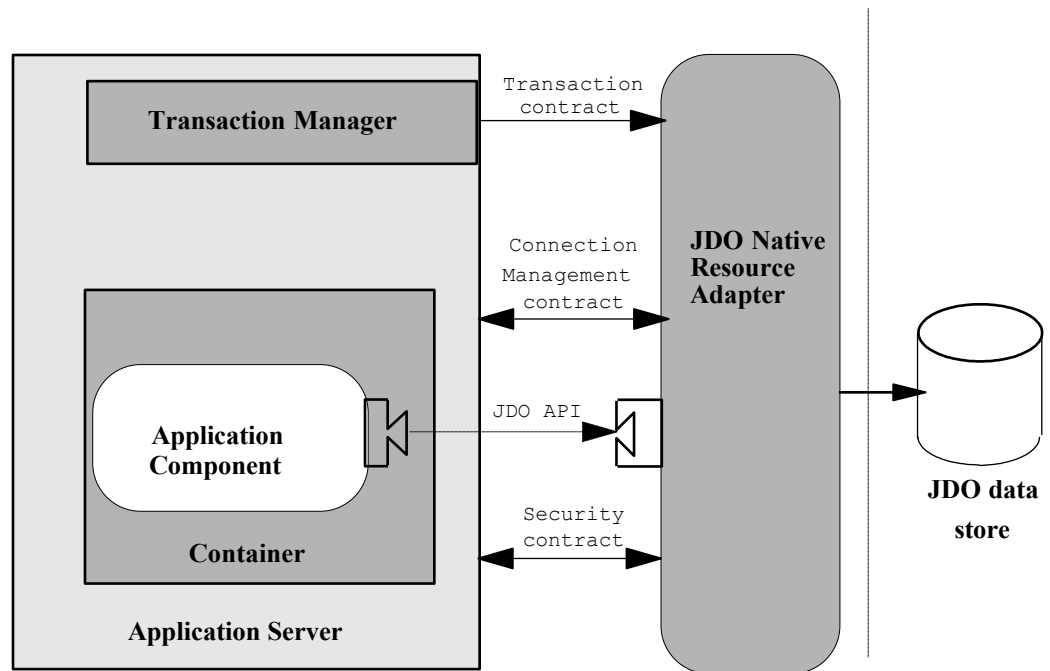 Transaction
contract
Transaction Manager
Connection
Management
contract
JDO Native
Resource
Adapter
JDO API
Application
Component
Security
contract
Container
Application Server
JDO data
store